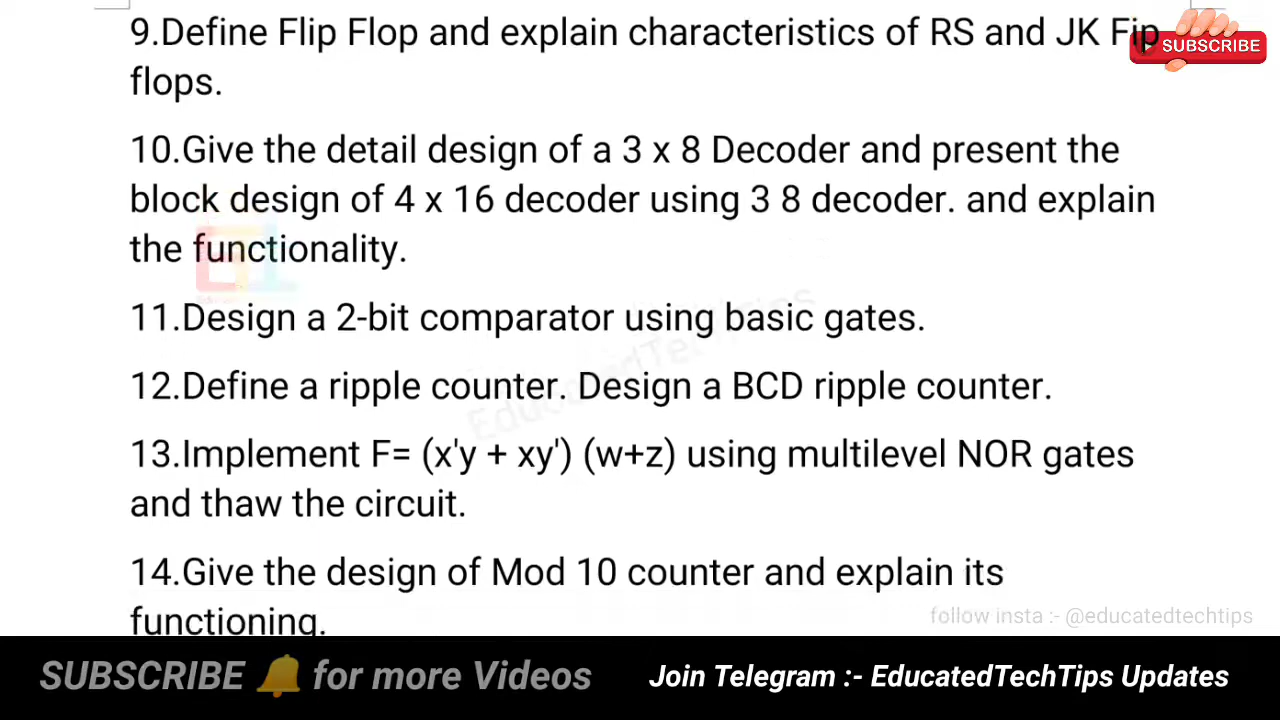 9.Define Flip Flop and explain characteristics of RS and JK Fip
flops.
SUBSCRIBE
10.Give the detail design of a 3 x 8 Decoder and present the
block design of 4 x 16 decoder using 3 8 decoder. and explain
the functionality.
11.Design a 2-bit comparator using basic gates.
EducatedTechTips
12.Define a ripple counter. Design a BCD ripple counter.
13.Implement F= (x'y + xy') (w+z) using multilevel NOR gates
and thaw the circuit.
14.Give the design of Mod 10 counter and explain its
functioning.
follow insta :- @educatedtechtips
SUBSCRIBE 🔔 for more Videos
Join Telegram :- EducatedTechTips Updates